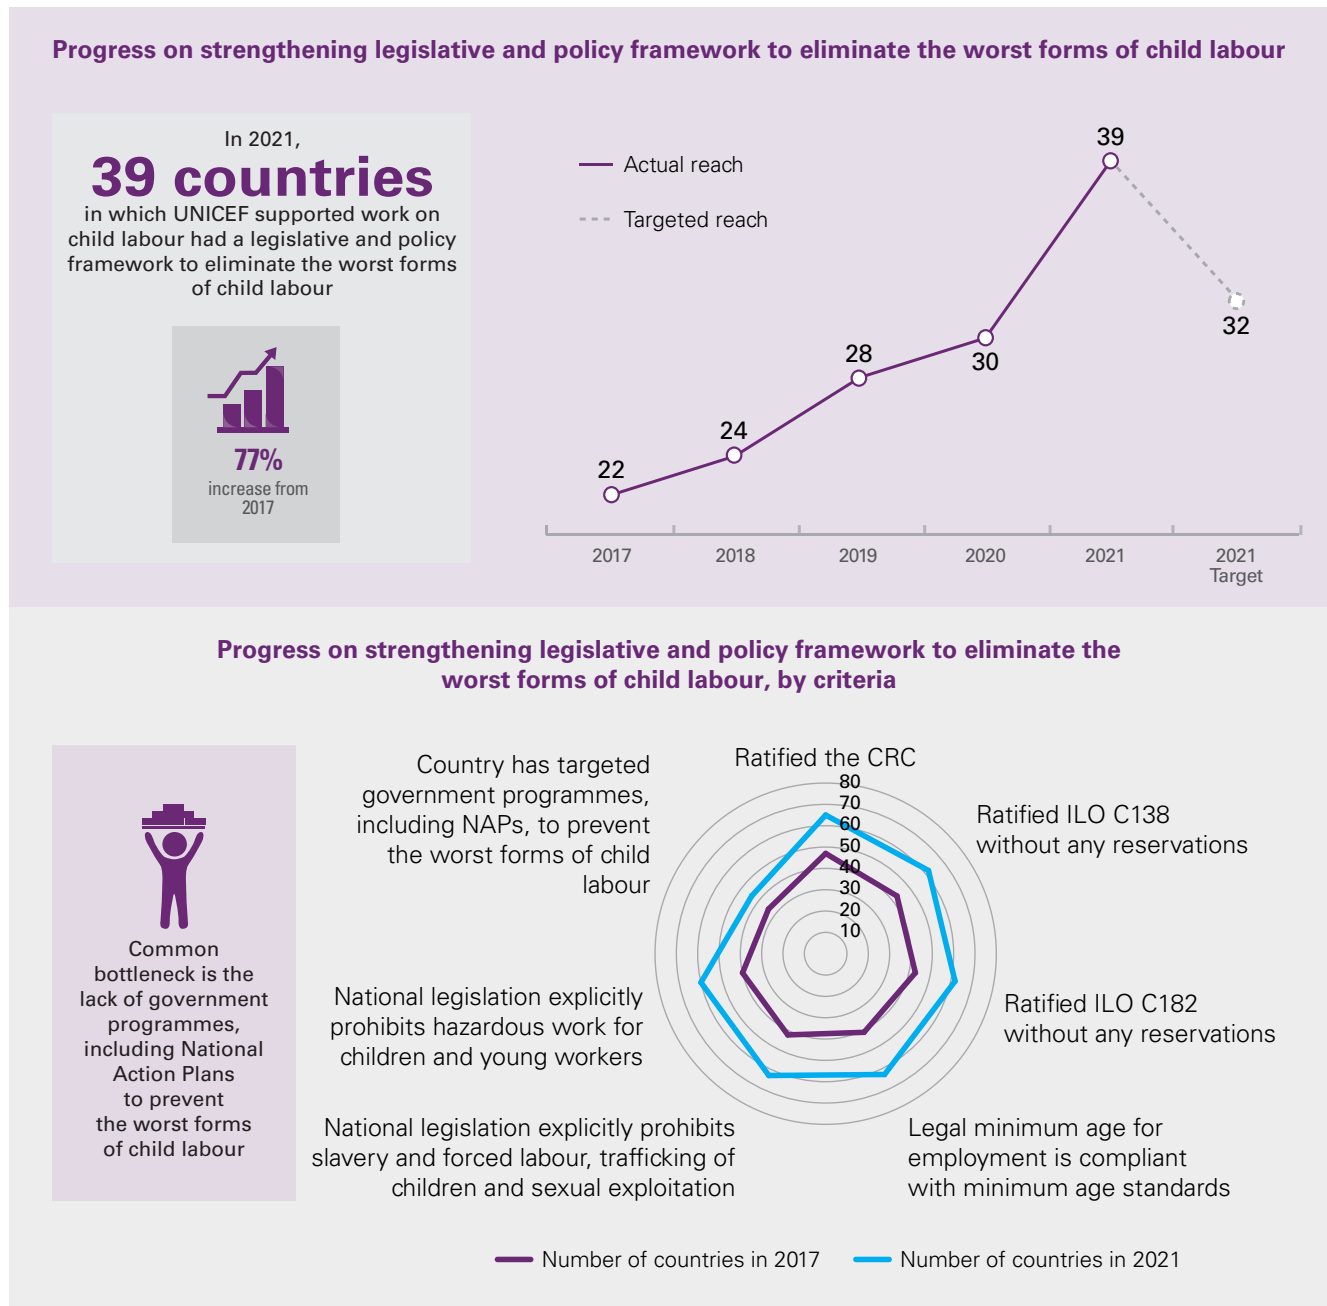 Progress on strengthening legislative and policy framework to eliminate the worst forms of child labour
In 2021,
39 countries
in which UNICEF supported work on
child labour had a legislative and policy
framework to eliminate the worst forms
of child labour
77%
increase from
2017
Actual reach
Targeted reach
22
24
28
30
39
32
2017
2018
2019
2020
2021
2021
Target
Progress on strengthening legislative and policy framework to eliminate the
worst forms of child labour, by criteria
Common
bottleneck is the
lack of government
programmes,
including National
Action Plans
to prevent
the worst forms
of child labour
Country has targeted
government programmes,
including NAPs, to prevent
the worst forms of child
labour
Ratified the CRC
80
70
60
50
40
30
20
10
Ratified ILO C138
without any reservations
National legislation explicitly
prohibits hazardous work for
children and young workers
Ratified ILO C182
without any reservations
National legislation explicitly prohibits
slavery and forced labour, trafficking of
children and sexual exploitation
Legal minimum age for
employment is compliant
with minimum age standards
Number of countries in 2017
Number of countries in 2021